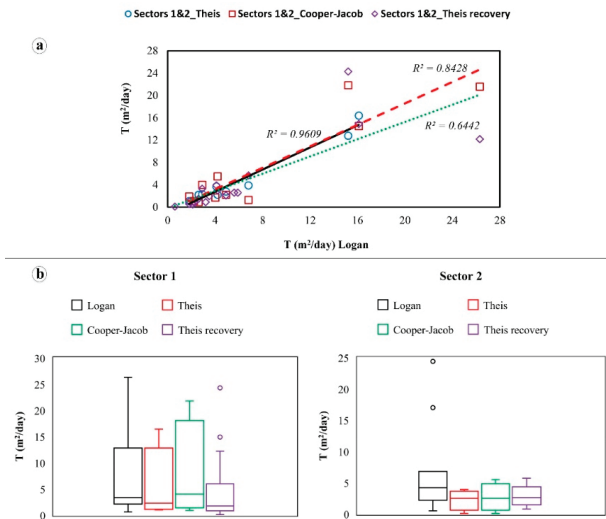 Sectors 1&2_Theis Sectors 1&2_Cooper-Jacob Sectors 1&2_Theis recovery
a
28
24
20
16
12
8
4
0
T (m²/day)
R² = 0.8428
R² = 0.9609
R² = 0.6442
0 4 8 12 16 20 24 28
T (m²/day) Logan
b
Sector 1
Logan Theis
Cooper-Jacob Theis recovery
30
25
20
15
10
5
0
T (m²/day)
Sector 2
Logan Theis
Cooper-Jacob Theis recovery
25
20
15
10
5
0
T (m²/day)